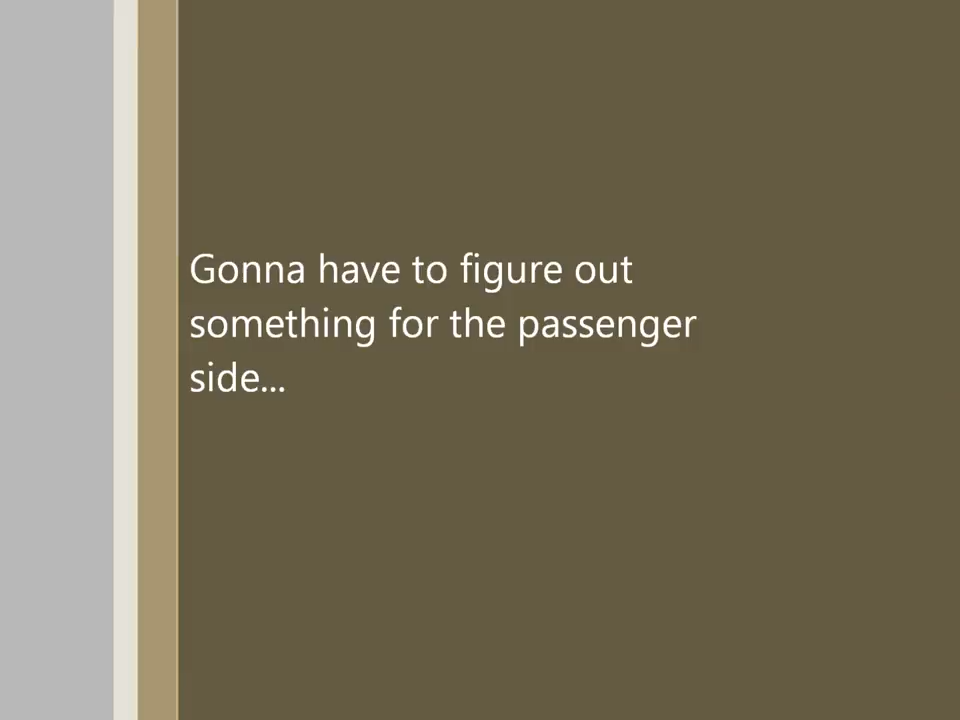 Gonna have to figure out
something for the passenger
side...